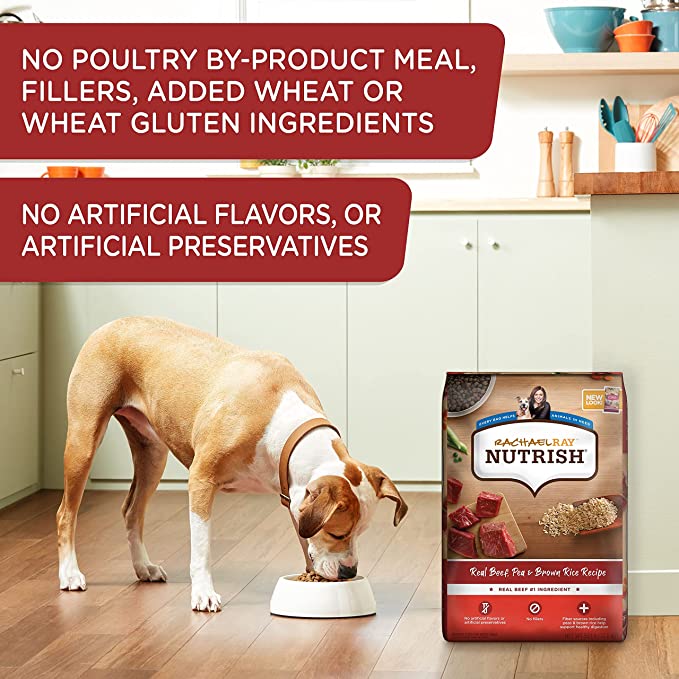 NO POULTRY BY-PRODUCT MEAL,
FILLERS, ADDED WHEAT OR
WHEAT GLUTEN INGREDIENTS
NO ARTIFICIAL FLAVORS, OR
ARTIFICIAL PRESERVATIVES
NEW
LOOK!
EVERY BAG HELPS ANIMALS IN NEED
RACHAEL RAY
NUTRISH
Real Beef, Pea & Brown Rice Recipe
REAL BEEF #1 INGREDIENT
No artificial flavors or
artificial preservatives
No fillers
Fiber sources including
peas & brown rice help
support healthy digestion